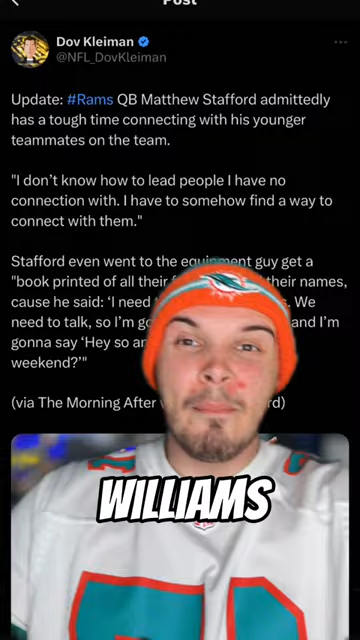 Post
Dov Kleiman
@NFL_DovKleiman
Update: #Rams QB Matthew Stafford admittedly
has a tough time connecting with his younger
teammates on the team.
"I don't know how to lead people I have no
connection with. I have to somehow find a way to
connect with them."
Stafford even went to the equipment guy get a
"book printed of all their their names,
cause he said: 'I need We
need to talk, so I'm and I'm
gonna say 'Hey so
weekend?'"
(via The Morning After
WILLIAMS